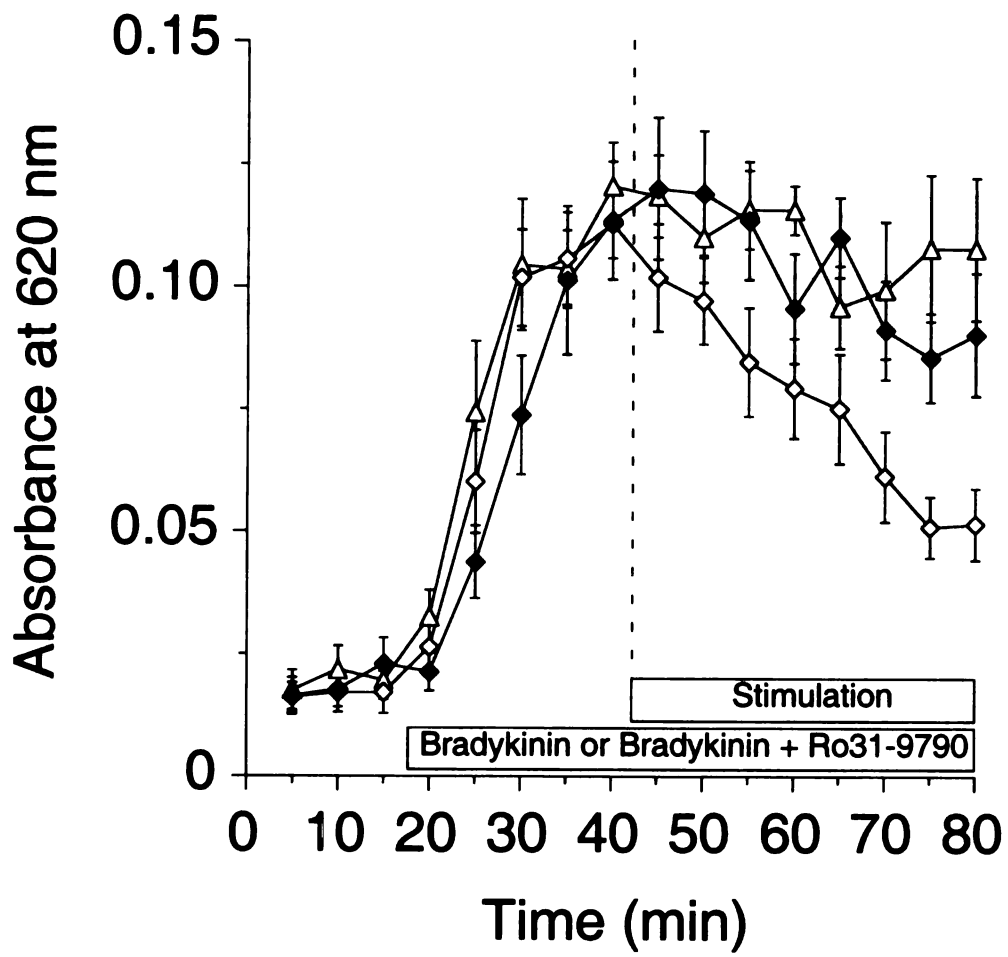 0.15
0.10
0.05
0
Absorbance at 620 nm
Stimulation
Bradykinin or Bradykinin + Ro31-9790
0 10 20 30 40 50 60 70 80
Time (min)